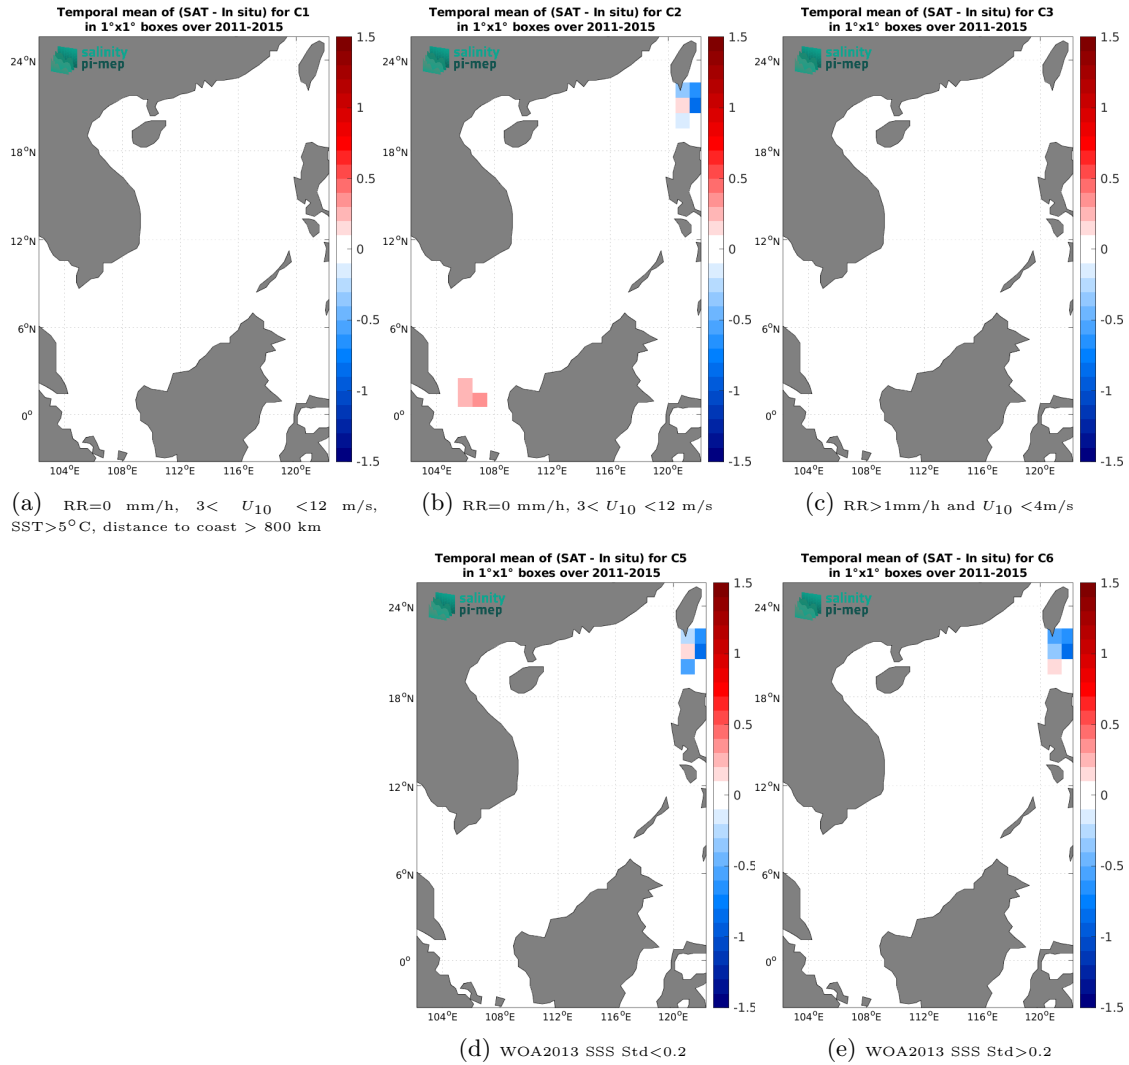 Temporal mean of (SAT - In situ) for C1
in 1°x1° boxes over 2011-2015
salinity
pi-mep
24°N
18°N
12°N
6°N
0°
104°E 108°E 112°E 116°E 120°E
1.5
1
0.5
0
-0.5
-1
-1.5
(a) RR=0 mm/h, 3< U10 <12 m/s,
SST>5°C, distance to coast > 800 km
Temporal mean of (SAT - In situ) for C2
in 1°x1° boxes over 2011-2015
salinity
pi-mep
24°N
18°N
12°N
6°N
0°
104°E 108°E 112°E 116°E 120°E
1.5
1
0.5
0
-0.5
-1
-1.5
(b) RR=0 mm/h, 3< U10 <12 m/s
Temporal mean of (SAT - In situ) for C3
in 1°x1° boxes over 2011-2015
salinity
pi-mep
24°N
18°N
12°N
6°N
0°
104°E 108°E 112°E 116°E 120°E
1.5
1
0.5
0
-0.5
-1
-1.5
(c) RR>1mm/h and U10 <4m/s
Temporal mean of (SAT - In situ) for C5
in 1°x1° boxes over 2011-2015
salinity
pi-mep
24°N
18°N
12°N
6°N
0°
104°E 108°E 112°E 116°E 120°E
1.5
1
0.5
0
-0.5
-1
-1.5
(d) WOA2013 SSS Std<0.2
Temporal mean of (SAT - In situ) for C6
in 1°x1° boxes over 2011-2015
salinity
pi-mep
24°N
18°N
12°N
6°N
0°
104°E 108°E 112°E 116°E 120°E
1.5
1
0.5
0
-0.5
-1
-1.5
(e) WOA2013 SSS Std>0.2